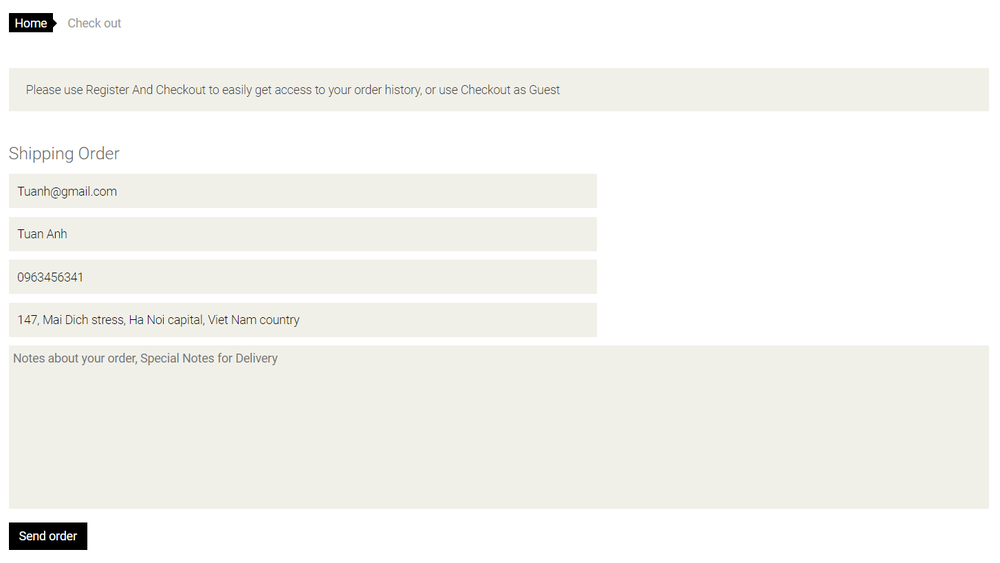 Home Check out
Please use Register And Checkout to easily get access to your order history, or use Checkout as Guest
Shipping Order
Tuanh@gmail.com
Tuan Anh
0963456341
147, Mai Dich stress, Ha Noi capital, Viet Nam country
Notes about your order, Special Notes for Delivery
Send order